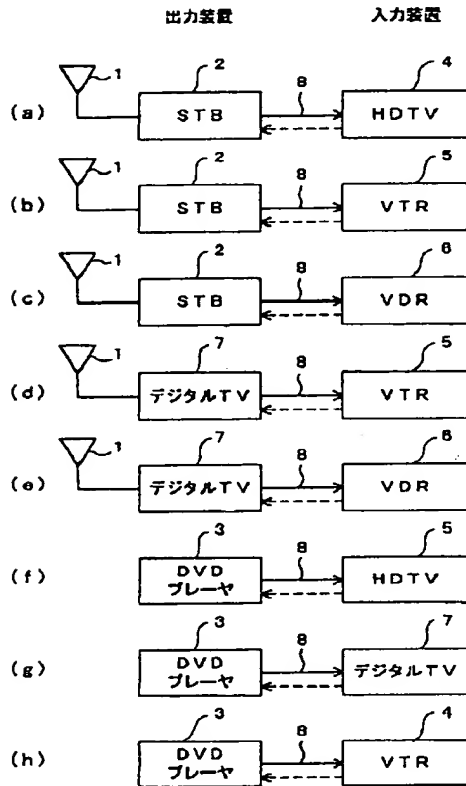 出力装置 入力装置
1 2 8 4
(a) STB HDTV
1 2 8 5
(b) STB VTR
1 2 8 6
(c) STB VDR
1 7 8 5
(d) デジタルTV VTR
1 7 8 6
(e) デジタルTV VDR
3 8 5
(f) DVD HDTV
プレーヤ
3 8 7
(g) DVD デジタルTV
プレーヤ
3 8 4
(h) DVD VTR
プレーヤ